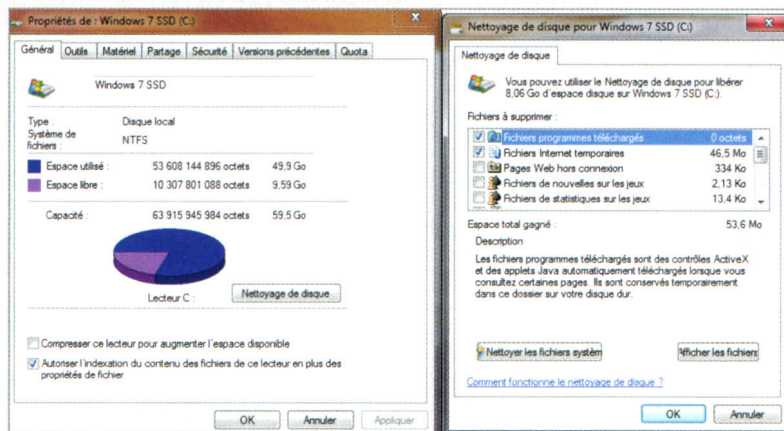 Propriétés de : Windows 7 SSD (C:)
Général Outils Matériel Partage Sécurité Versions précédentes Quota
Windows 7 SSD
Type : Disque local
Système de fichiers : NTFS
Espace utilisé : 53 608 144 896 octets 49,9 Go
Espace libre : 10 307 801 088 octets 9,59 Go
Capacité : 63 915 945 984 octets 59,5 Go
Lecteur C : Nettoyage de disque
Compresser ce lecteur pour augmenter l'espace disponible
Autoriser l'indexation du contenu des fichiers de ce lecteur en plus des
propriétés de fichier
OK Annuler Appliquer
Nettoyage de disque pour Windows 7 SSD (C:)
Nettoyage de disque
Vous pouvez utiliser le Nettoyage de disque pour libérer
8,06 Go d'espace disque sur Windows 7 SSD (C:).
Fichiers à supprimer :
Fichiers programmes téléchargés 0 octets
Fichiers Internet temporaires 46,5 Mo
Pages Web hors connexion 334 Ko
Fichiers de nouvelles sur les jeux 2,13 Ko
Fichiers de statistiques sur les jeux 13,4 Ko
Espace total gagné : 53,6 Mo
Description
Les fichiers programmes téléchargés sont des contrôles ActiveX
et des applets Java automatiquement téléchargés lorsque vous
consultez certaines pages. Ils sont conservés temporairement
dans ce dossier sur votre disque dur.
Nettoyer les fichiers systèm Afficher les fichiers
Comment fonctionne le nettoyage de disque ?
OK Annuler